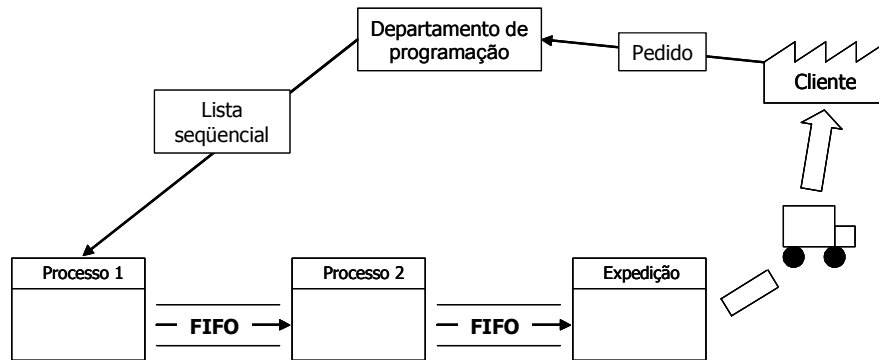 Departamento de
programação
Pedido
Cliente
Lista
seqüencial
Processo 1
Processo 2
Expedição
FIFO
FIFO